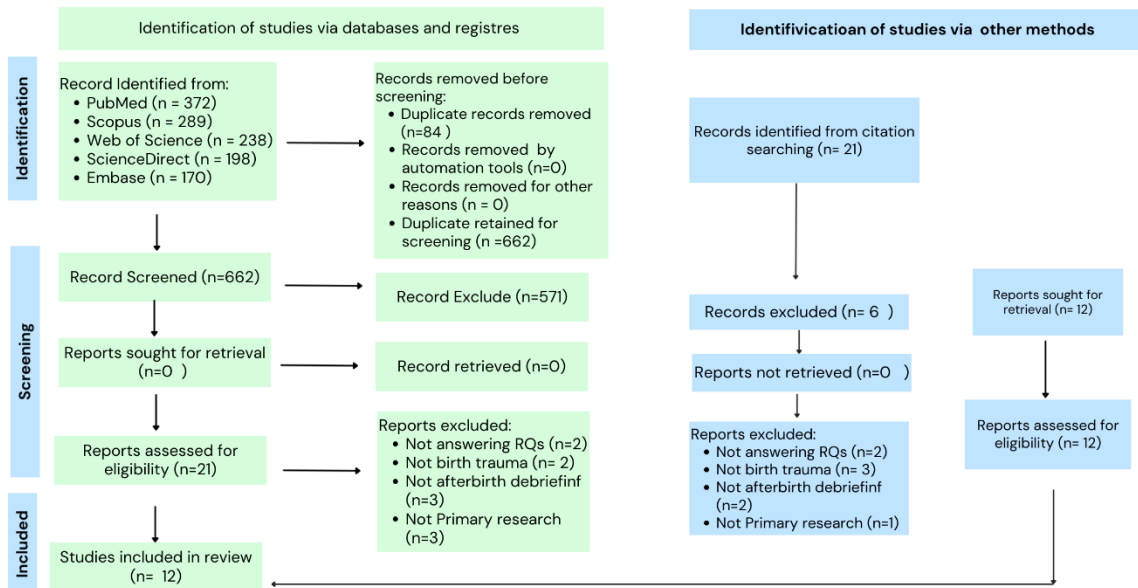 Identification of studies via databases and registres
Identifivicatioan of studies via other methods
Identification
Record Identified from:
• PubMed (n = 372)
• Scopus (n = 289)
• Web of Science (n = 238)
• ScienceDirect (n = 198)
• Embase (n = 170)
Records removed before
screening:
• Duplicate records removed
(n=84 )
• Records removed by
automation tools (n=0)
• Records removed for other
reasons (n = 0)
• Duplicate retained for
screening (n =662)
Records identified from citation
searching (n= 21)
Screening
Record Screened (n=662)
Record Exclude (n=571)
Records excluded (n= 6 )
Reports sought for
retrieval (n= 12)
Reports sought for retrieval
(n=0 )
Record retrieved (n=0)
Reports not retrieved (n=0 )
Reports assessed for
eligibility (n=21)
Reports excluded:
• Not answering RQs (n=2)
• Not birth trauma (n= 2)
• Not afterbirth debriefinf
(n=3)
• Not Primary research
(n=3)
Reports excluded:
• Not answering RQs (n=2)
• Not birth trauma (n= 3)
• Not afterbirth debriefinf
(n=2)
• Not Primary research (n=1)
Reports assessed for
eligibility (n= 12)
Included
Studies included in review
(n= 12)